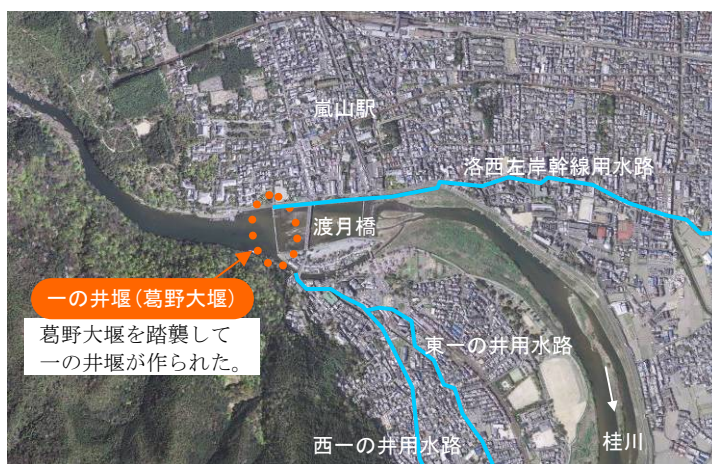 嵐山駅
洛西左岸幹線用水路
渡月橋
一の井堰(葛野大堰)
葛野大堰を踏襲して
一の井堰が作られた。
東一の井用水路
西一の井用水路
桂川